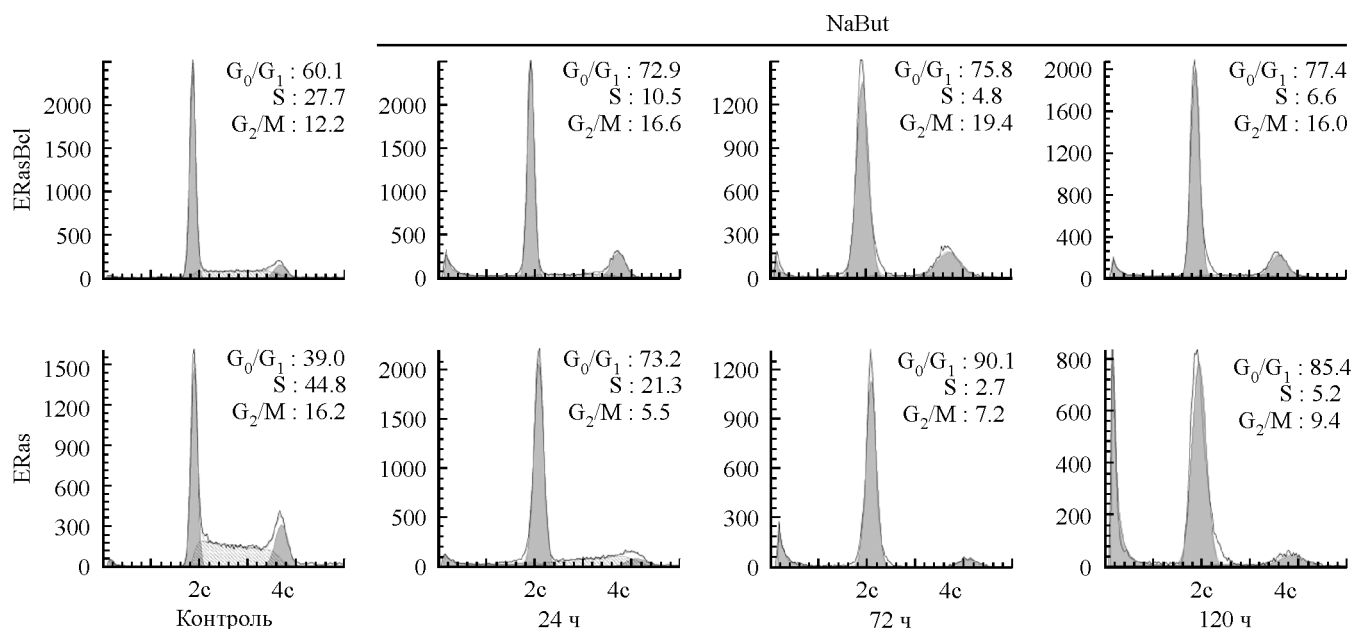 NaBut
ERasBcl
2000
1500
1000
500
0
G0/G1 : 60.1
S : 27.7
G2/M : 12.2
2000
1500
1000
500
0
G0/G1 : 72.9
S : 10.5
G2/M : 16.6
1200
900
600
300
0
G0/G1 : 75.8
S : 4.8
G2/M : 19.4
2000
1600
1200
800
400
0
G0/G1 : 77.4
S : 6.6
G2/M : 16.0
ERas
1500
1200
900
600
300
0
G0/G1 : 39.0
S : 44.8
G2/M : 16.2
2000
1500
1000
500
0
G0/G1 : 73.2
S : 21.3
G2/M : 5.5
1200
900
600
300
0
G0/G1 : 90.1
S : 2.7
G2/M : 7.2
800
600
400
200
0
G0/G1 : 85.4
S : 5.2
G2/M : 9.4
2c 4c 2c 4c 2c 4c 2c 4c
Контроль 24 ч 72 ч 120 ч